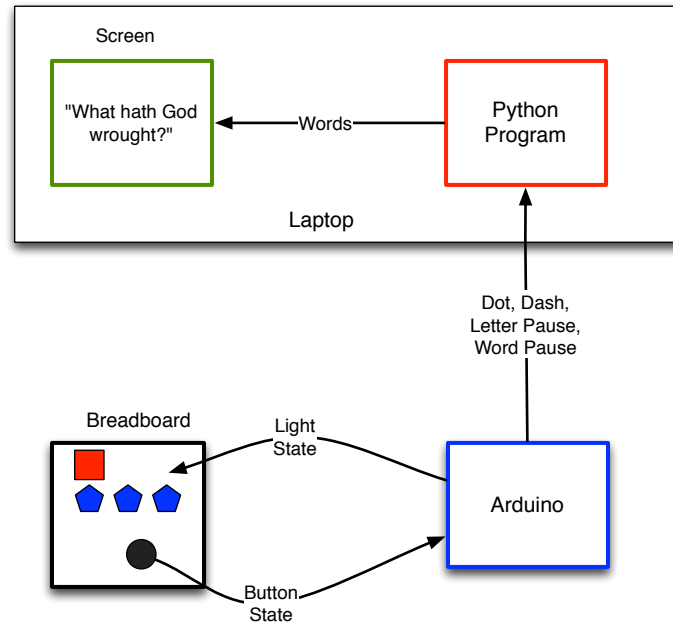 Screen
"What hath God
wrought?"
Words
Python
Program
Laptop
Dot, Dash,
Letter Pause,
Word Pause
Breadboard
Light
State
Arduino
Button
State